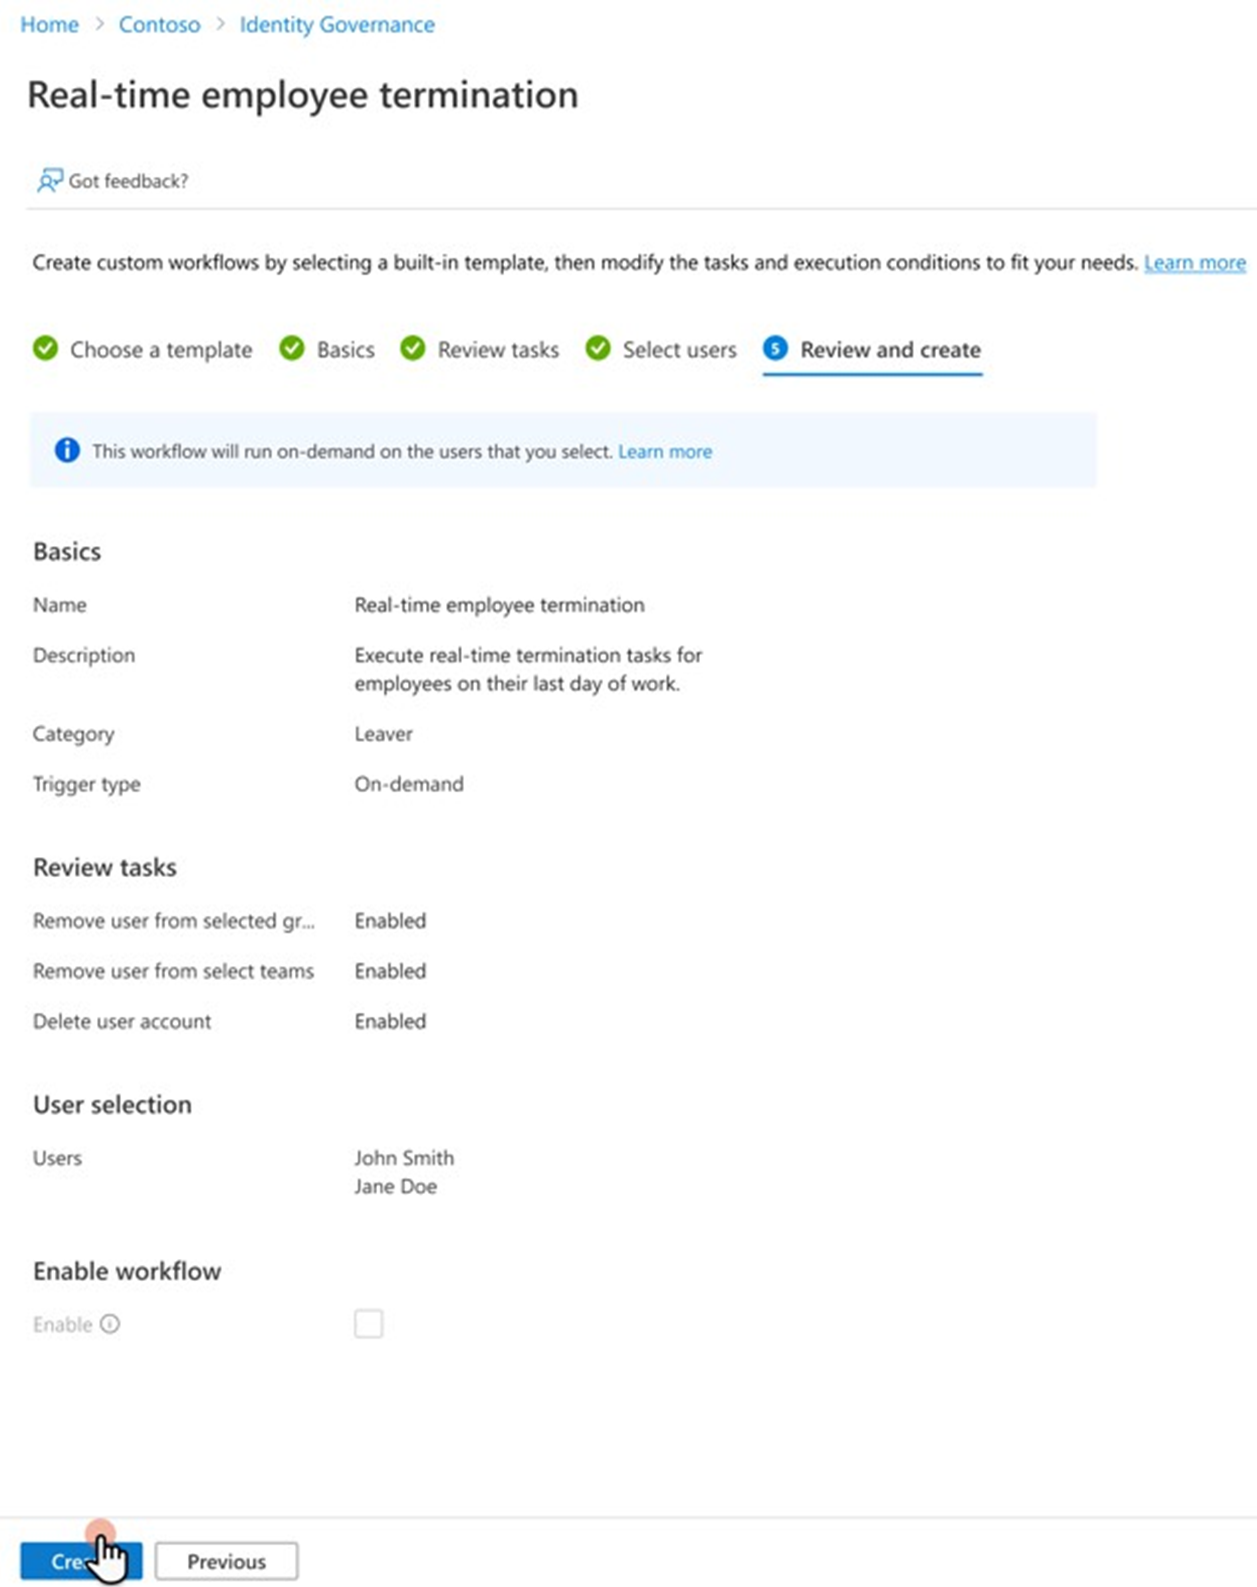 Home > Contoso > Identity Governance
Real-time employee termination
Got feedback?
Create custom workflows by selecting a built-in template, then modify the tasks and execution conditions to fit your needs. Learn more
Choose a template Basics Review tasks Select users 5 Review and create
This workflow will run on-demand on the users that you select. Learn more
Basics
Name Real-time employee termination
Description Execute real-time termination tasks for
employees on their last day of work.
Category Leaver
Trigger type On-demand
Review tasks
Remove user from selected gr... Enabled
Remove user from select teams Enabled
Delete user account Enabled
User selection
Users John Smith
Jane Doe
Enable workflow
Enable
Previous